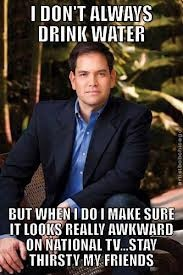 I DON'T ALWAYS
DRINK WATER
BUT WHEN I DO I MAKE SURE
IT LOOKS REALLY AWKWARD
ON NATIONAL TV...STAY
THIRSTY MY FRIENDS